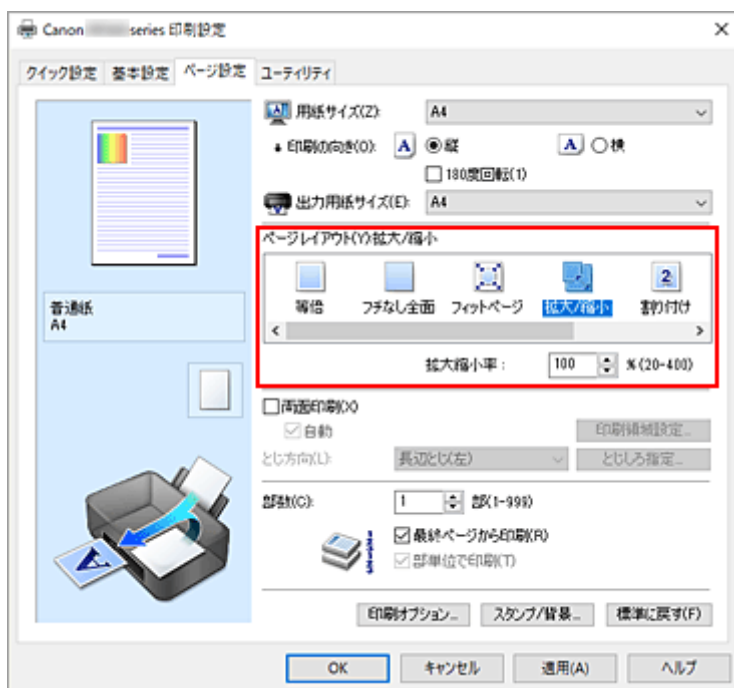 Canon series 印刷設定
クイック設定 基本設定 ページ設定 ユーティリティ
用紙サイズ(Z): A4
印刷の向き(O): A 縦 A 横
180度回転(1)
出力用紙サイズ(E): A4
ページレイアウト(Y):拡大/縮小
等倍 フチなし全面 フィットページ 拡大/縮小 割り付け
拡大縮小率: 100 % (20-400)
普通紙
A4
両面印刷(X)
自動 印刷領域設定...
とじ方向(L): 長辺とじ(左) とじしろ指定...
部数(C): 1 部(1-999)
最終ページから印刷(R)
部単位で印刷(T)
印刷オプション... スタンプ/背景... 標準に戻す(F)
OK キャンセル 適用(A) ヘルプ